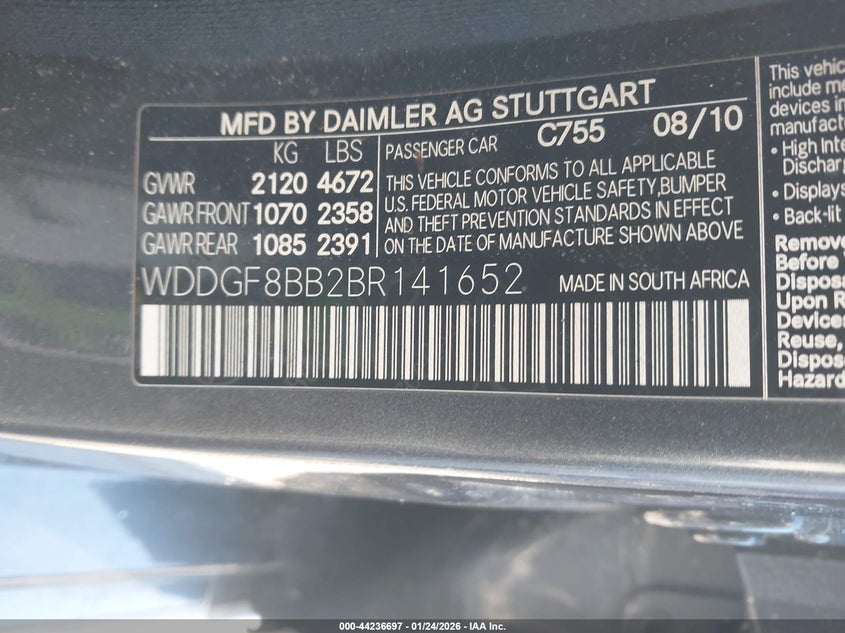 MFD BY DAIMLER AG STUTTGART
KG LBS
GVWR 2120 4672
GAWR FRONT 1070 2358
GAWR REAR 1085 2391
PASSENGER CAR C755 08/10
THIS VEHICLE CONFORMS TO ALL APPLICABLE
U.S. FEDERAL MOTOR VEHICLE SAFETY,BUMPER
AND THEFT PREVENTION STANDARDS IN EFFECT
ON THE DATE OF MANUFACTURE SHOWN ABOVE
WDDGF8BB2BR141652 MADE IN SOUTH AFRICA
This vehic
include me
devices in
manufact
• High Inte
Discharg
• Displays
• Back-lit
Remov
Before
Dispos
Upon R
Devices
Reuse,
Dispos
Hazard
000-44236697 - 01/24/2026 - IAA Inc.